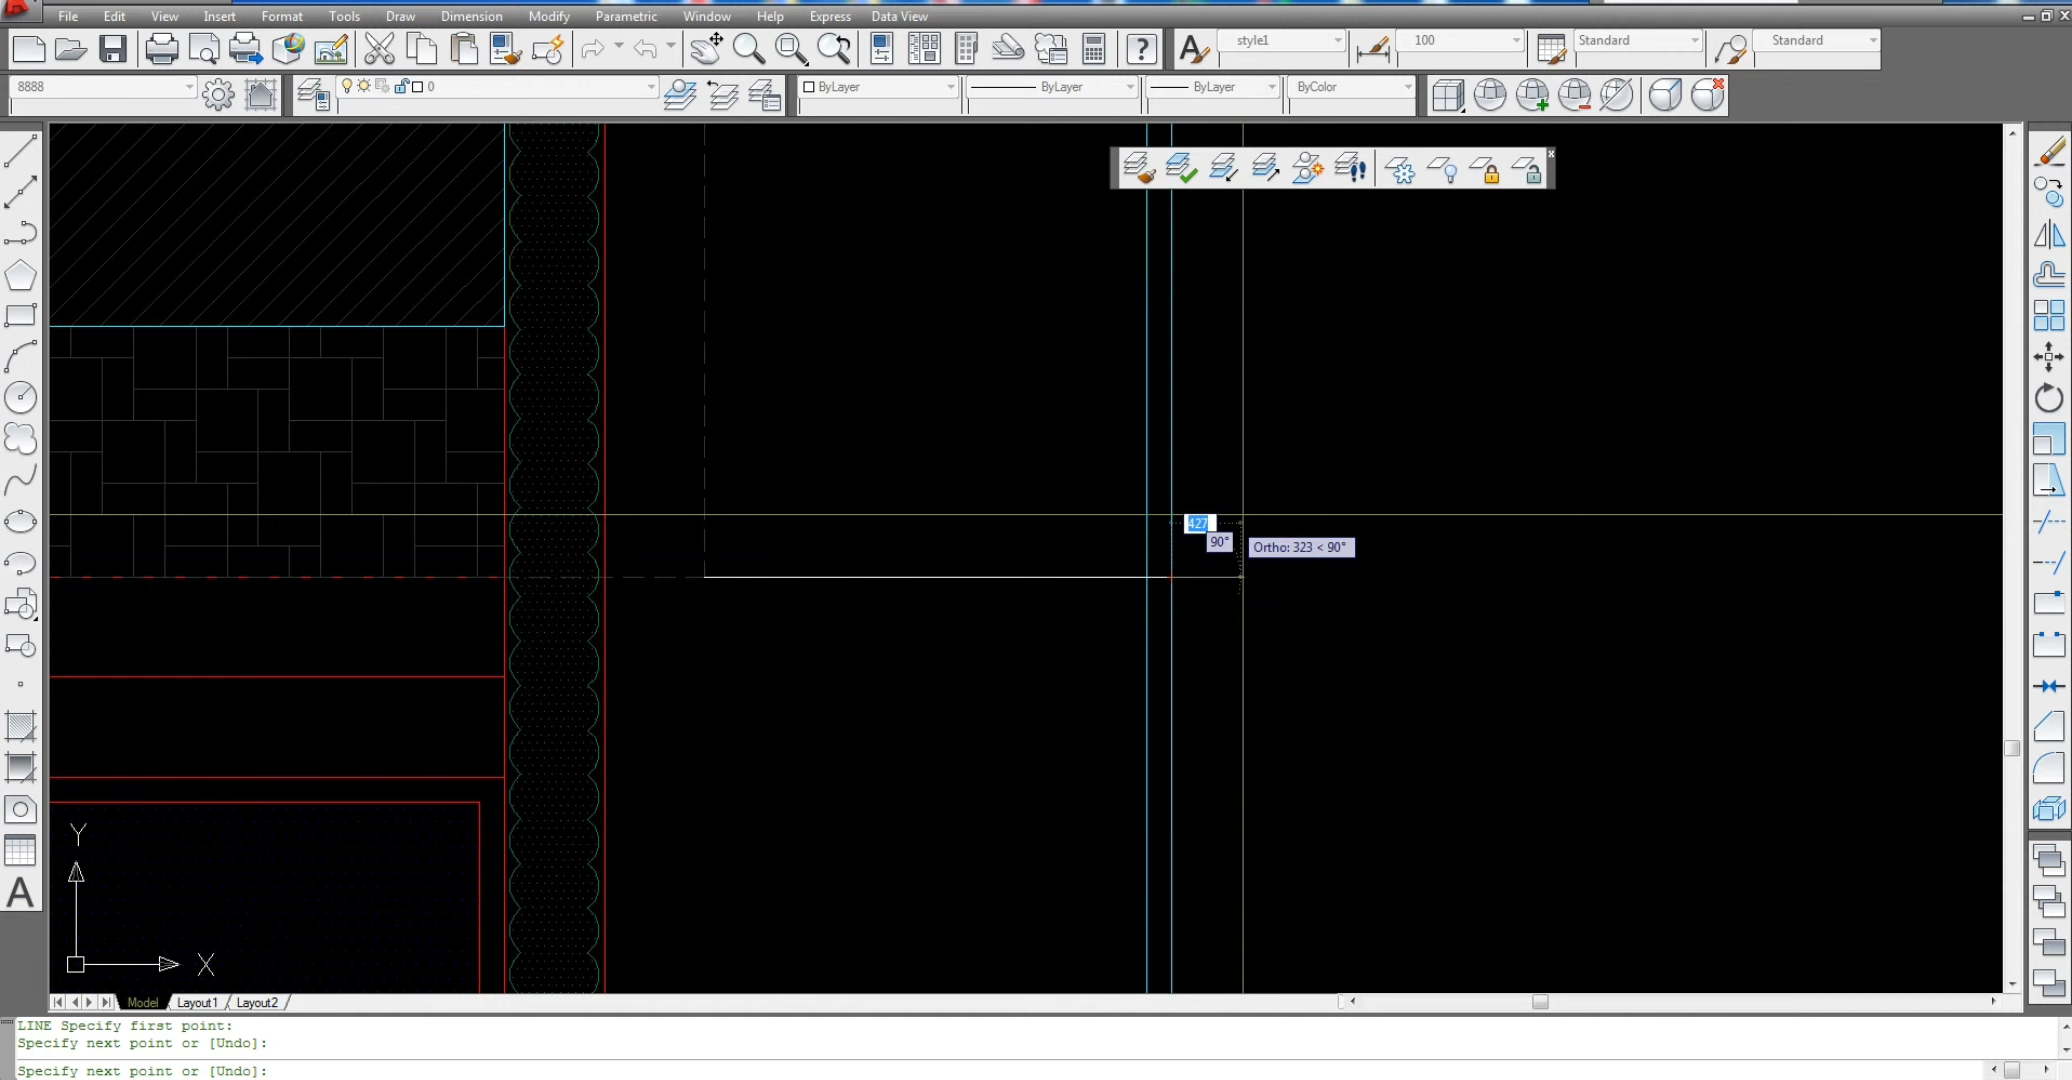 File Edit View Insert Format Tools Draw Dimension Modify Parametric Window Help Express Data View
style1 100 Standard Standard
8888 0 ByLayer ByLayer ByLayer ByColor
427
90° Ortho: 323 < 90°
Y
X
Model Layout1 Layout2
LINE Specify first point:
Specify next point or [Undo]:
Specify next point or [Undo]: